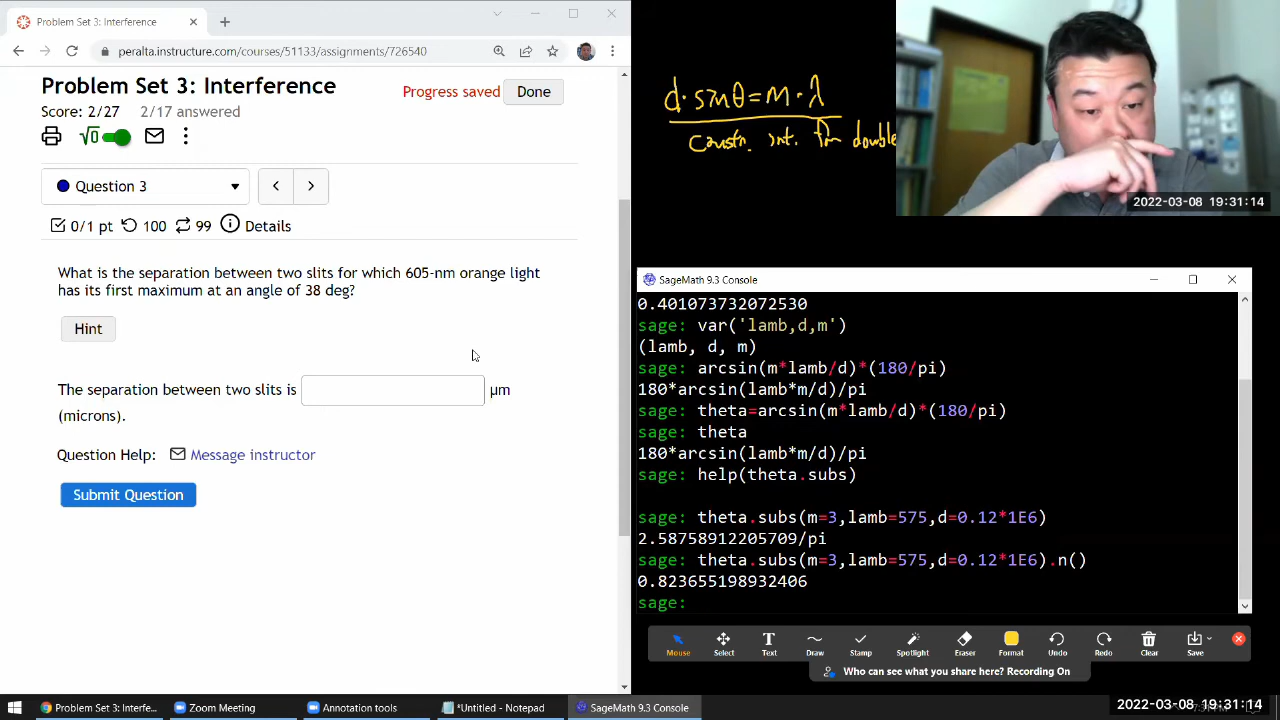 Problem Set 3: Interference
peralta.instructure.com/courses/51133/assignments/726540
Problem Set 3: Interference
Progress saved
Done
Score: 2/27 2/17 answered
√0
Question 3
0/1 pt 100 99 Details
What is the separation between two slits for which 605-nm orange light
has its first maximum at an angle of 38 deg?
Hint
The separation between two slits is μm
(microns).
Question Help: Message instructor
Submit Question
d·sinθ=m·λ
constr. int. for double
2022-03-08 19:31:14
SageMath 9.3 Console
0.401073732072530
sage: var('lamb,d,m')
(lamb, d, m)
sage: arcsin(m*lamb/d)*(180/pi)
180*arcsin(lamb*m/d)/pi
sage: theta=arcsin(m*lamb/d)*(180/pi)
sage: theta
180*arcsin(lamb*m/d)/pi
sage: help(theta.subs)
sage: theta.subs(m=3,lamb=575,d=0.12*1E6)
2.58758912205709/pi
sage: theta.subs(m=3,lamb=575,d=0.12*1E6).n()
0.823655198932406
sage:
Mouse Select Text Draw Stamp Spotlight Eraser Format Undo Redo Clear Save
Who can see what you share here? Recording On
Problem Set 3: Interfe... Zoom Meeting Annotation tools *Untitled - Notepad SageMath 9.3 Console
2022-03-08 19:31:14